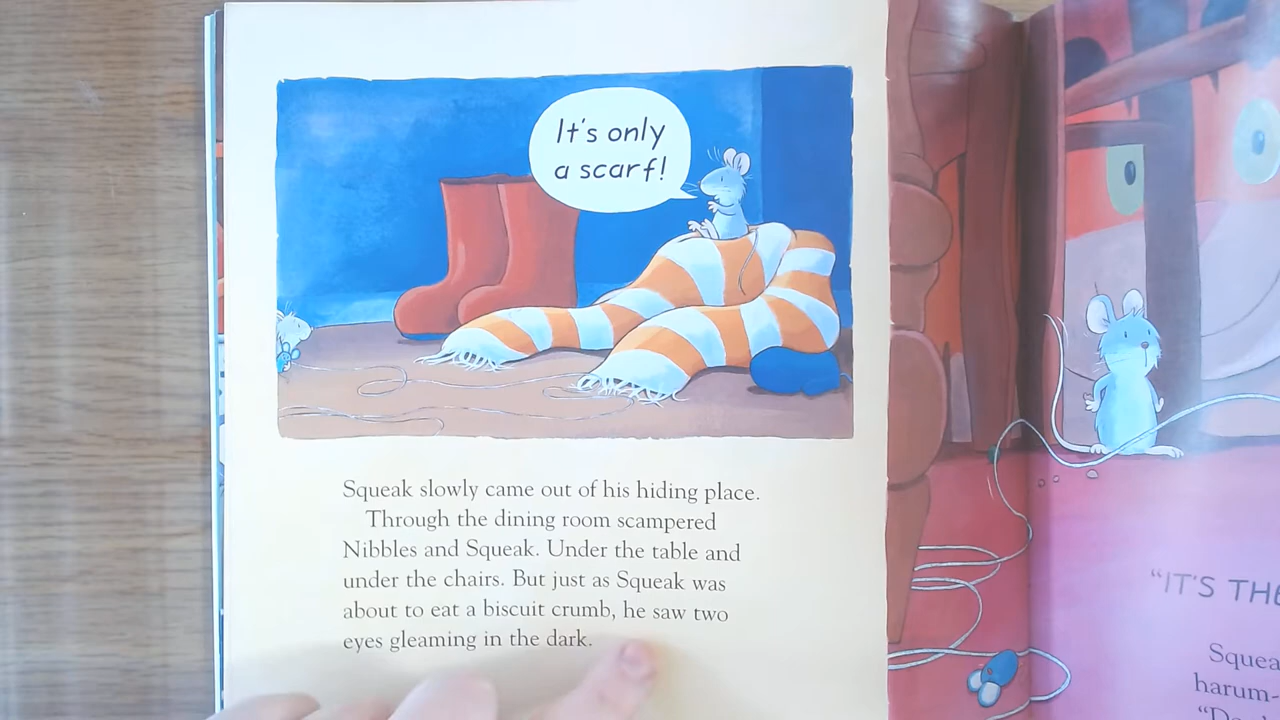 It's only
a scarf!
Squeak slowly came out of his hiding place.
Through the dining room scampered
Nibbles and Squeak. Under the table and
under the chairs. But just as Squeak was
about to eat a biscuit crumb, he saw two
eyes gleaming in the dark.
"IT'S
harum-